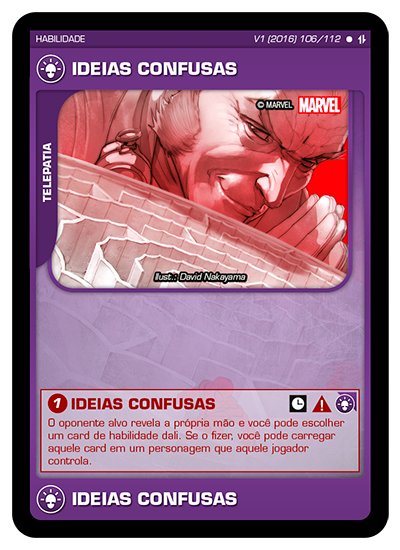 HABILIDADE
V1 (2016) 106/112
IDEIAS CONFUSAS
TELEPATIA
© MARVEL MARVEL
Ilust.: David Nakayama
1 IDEIAS CONFUSAS
O oponente alvo revela a própria mão e você pode escolher
um card de habilidade dali. Se o fizer, você pode carregar
aquele card em um personagem que aquele jogador
controla.
IDEIAS CONFUSAS